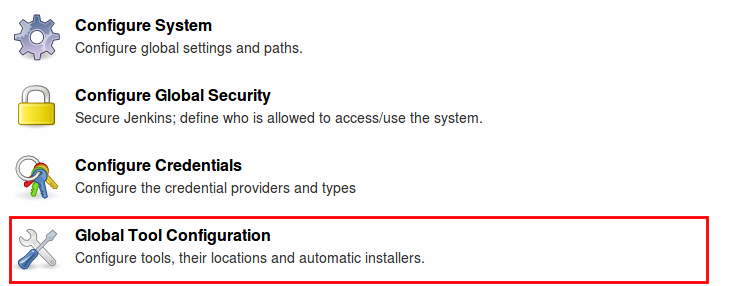 Configure System
Configure global settings and paths.
Configure Global Security
Secure Jenkins; define who is allowed to access/use the system.
Configure Credentials
Configure the credential providers and types
Global Tool Configuration
Configure tools, their locations and automatic installers.